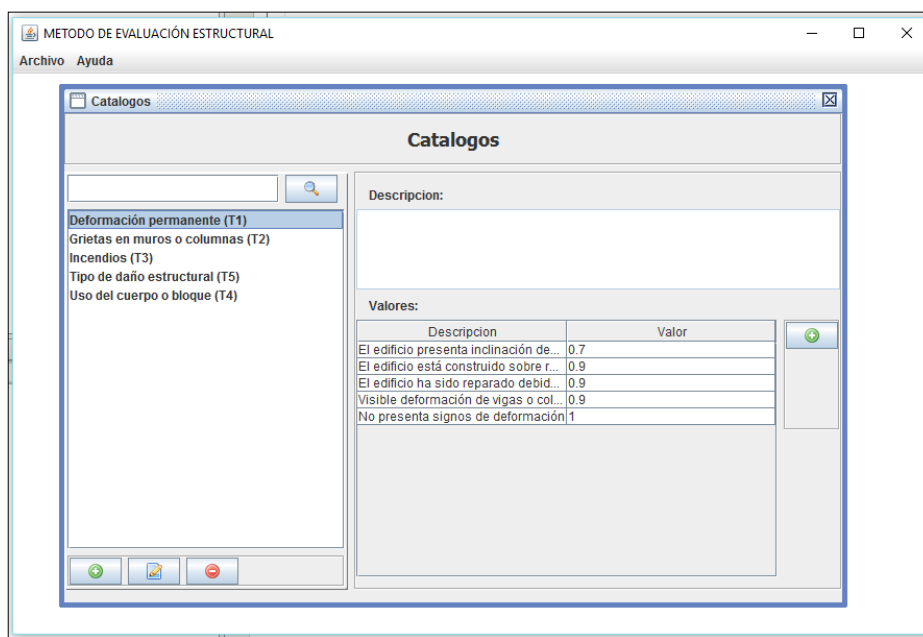 METODO DE EVALUACIÓN ESTRUCTURAL
Archivo Ayuda
Catalogos
Catalogos
Deformación permanente (T1)
Grietas en muros o columnas (T2)
Incendios (T3)
Tipo de daño estructural (T5)
Uso del cuerpo o bloque (T4)
Descripcion:
Valores:
Descripcion Valor
El edificio presenta inclinación de... 0.7
El edificio está construido sobre r... 0.9
El edificio ha sido reparado debid... 0.9
Visible deformación de vigas o col... 0.9
No presenta signos de deformación 1